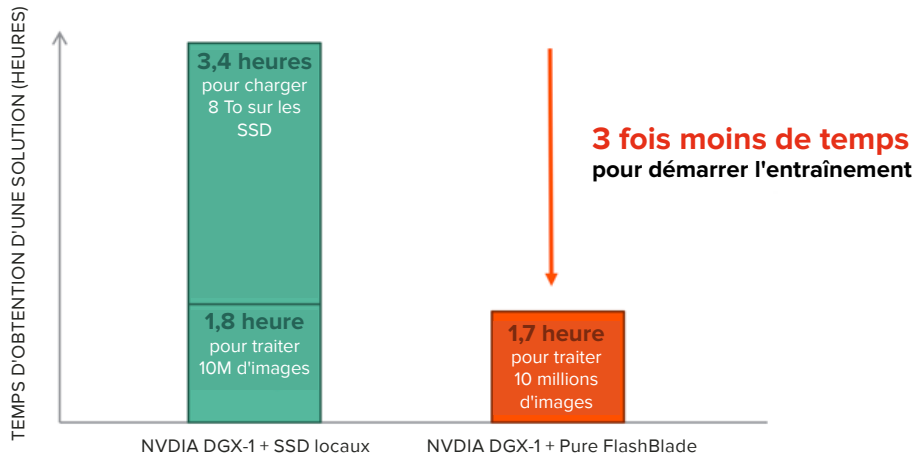 TEMPS D'OBTENTION D'UNE SOLUTION (HEURES)
3,4 heures
pour charger
8 To sur les
SSD
1,8 heure
pour traiter
10M d'images
3 fois moins de temps
pour démarrer l'entraînement
1,7 heure
pour traiter
10 millions
d'images
NVDIA DGX-1 + SSD locaux
NVIDIA DGX-1 + Pure FlashBlade